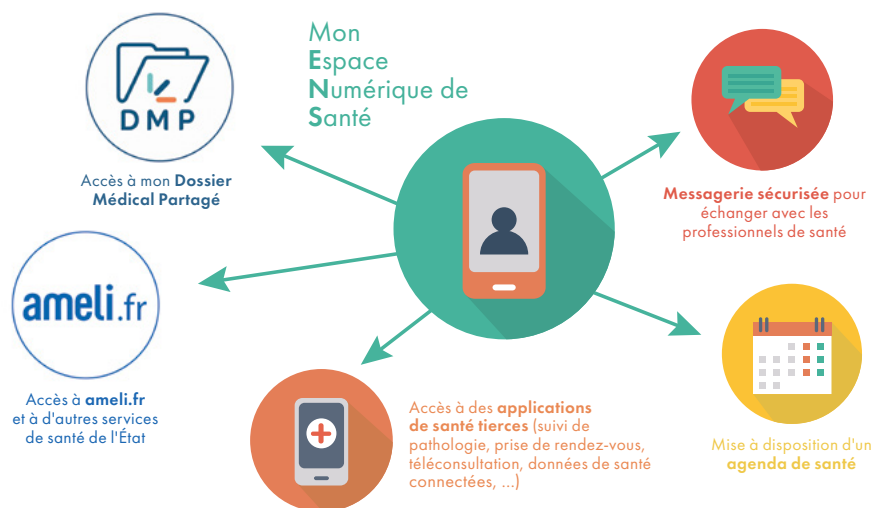 Mon
Espace
Numérique de
Santé
DMP
Accès à mon Dossier
Médical Partagé
Messagerie sécurisée pour
échanger avec les
professionnels de santé
ameli.fr
Accès à ameli.fr
et à d'autres services
de santé de l'État
Accès à des applications
de santé tierces (suivi de
pathologie, prise de rendez-vous,
téléconsultation, données de santé
connectées, ...)
Mise à disposition d'un
agenda de santé